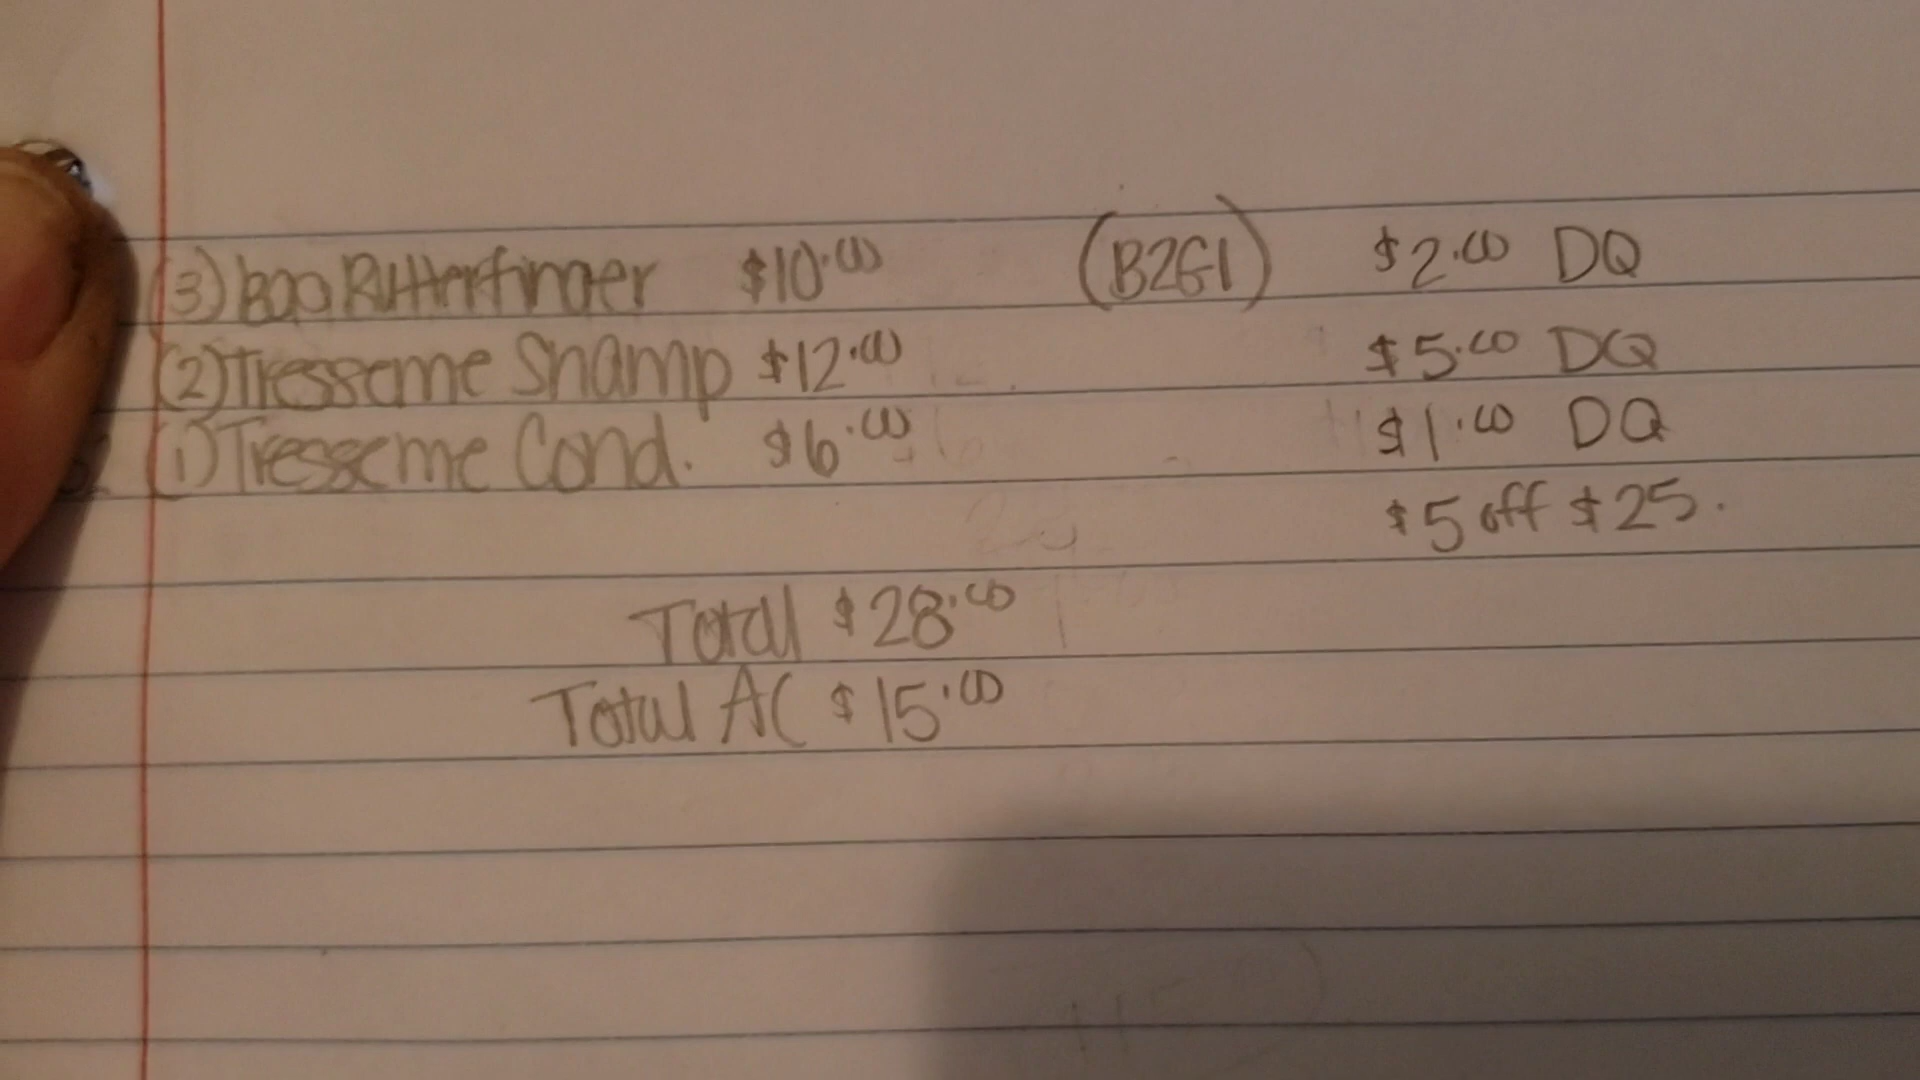 (3) Bag Butterfinger $10.00 (B2G1) $2.00 DQ
(2) Tresseme Shamp $12.00 $5.00 DQ
(1) Tresseme Cond. $6.00 $1.00 DQ
$5 off $25.
Total $28.00
Total AC $15.00